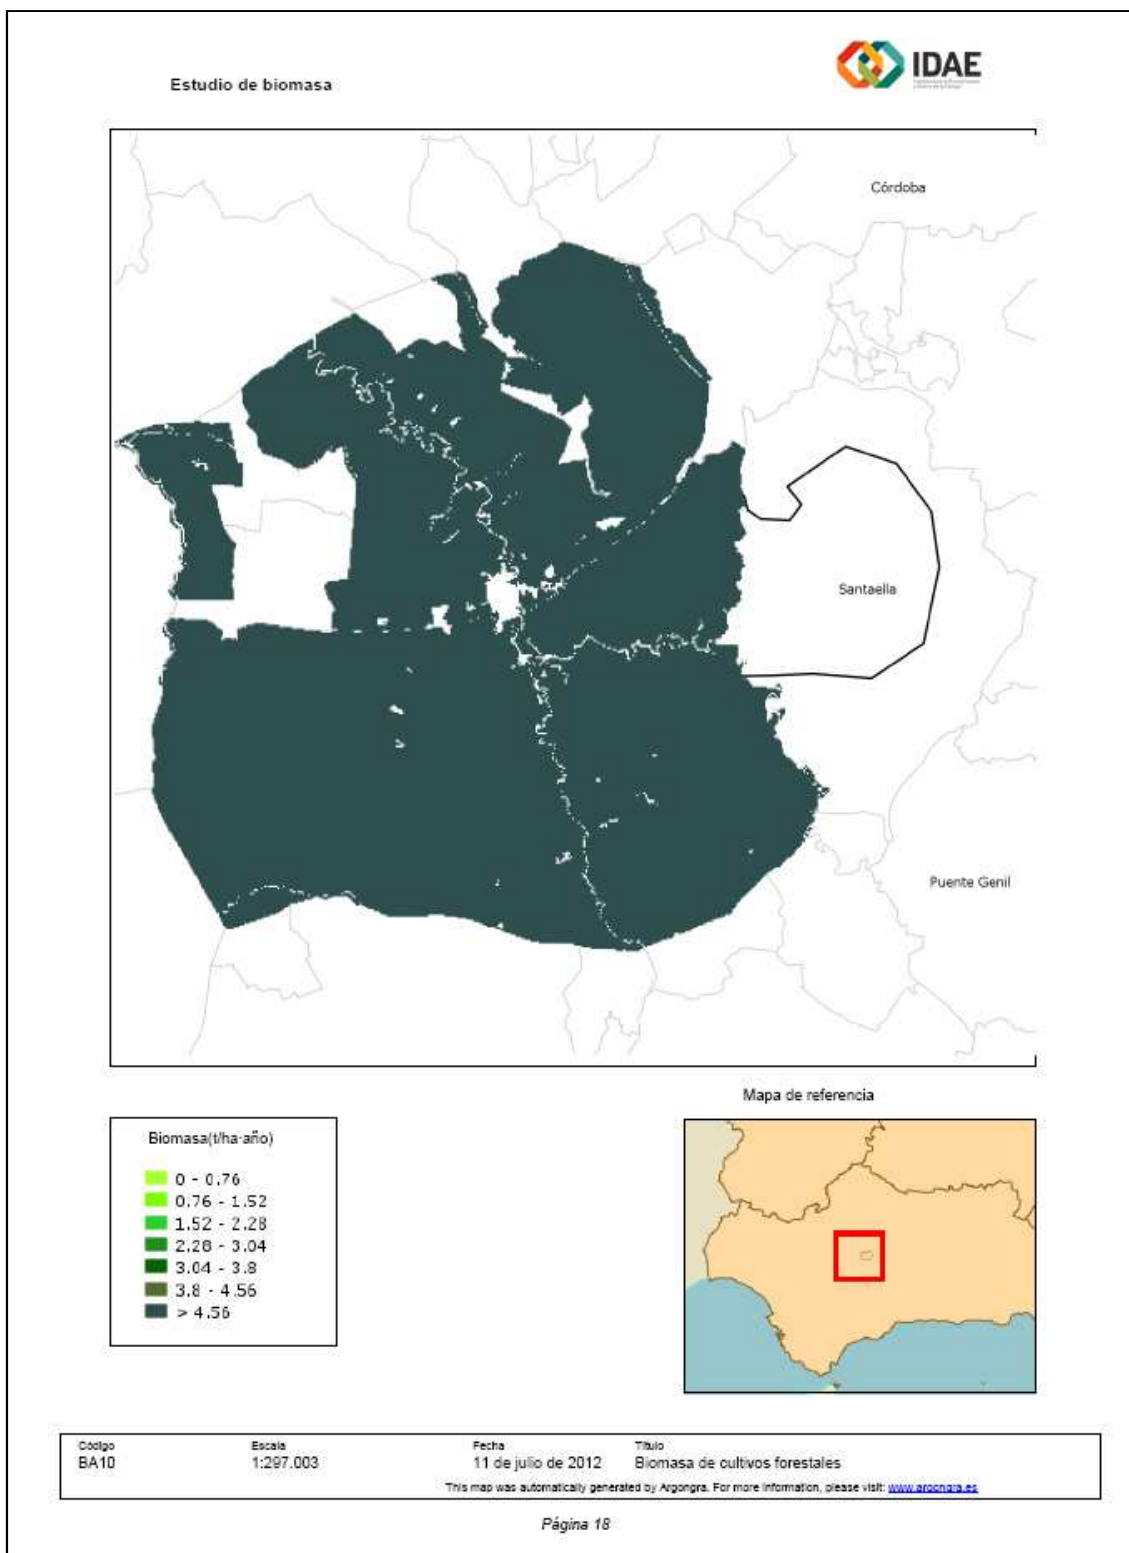 Estudio de biomasa
IDAE
Córdoba
Santaella
Puente Genil
Mapa de referencia
Biomasa(t/ha·año)
0 - 0.76
0.76 - 1.52
1.52 - 2.28
2.28 - 3.04
3.04 - 3.8
3.8 - 4.56
> 4.56
Código
BA10
Escala
1:297.003
Fecha
11 de julio de 2012
Título
Biomasa de cultivos forestales
This map was automatically generated by Argongra. For more information, please visit: www.argongra.es
Página 18